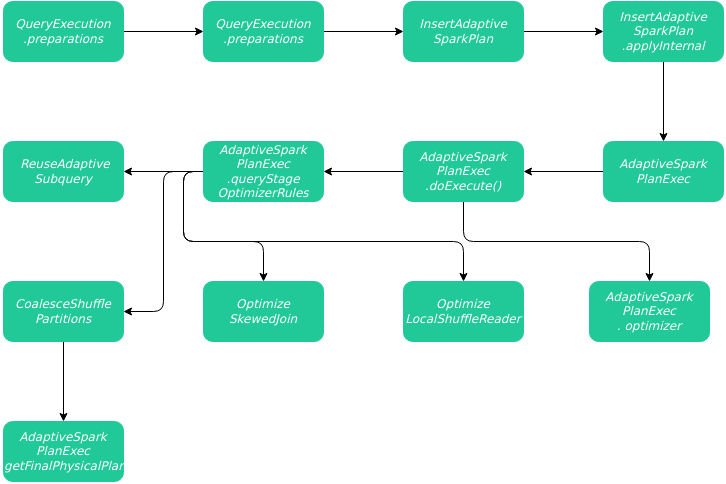 QueryExecution
.preparations
QueryExecution
.preparations
InsertAdaptive
SparkPlan
InsertAdaptive
SparkPlan
.applyInternal
ReuseAdaptive
Subquery
AdaptiveSpark
PlanExec
.queryStage
OptimizerRules
AdaptiveSpark
PlanExec
.doExecute()
AdaptiveSpark
PlanExec
CoalesceShuffle
Partitions
Optimize
SkewedJoin
Optimize
LocalShuffleReader
AdaptiveSpark
PlanExec
. optimizer
AdaptiveSpark
PlanExec
getFinalPhysicalPlan